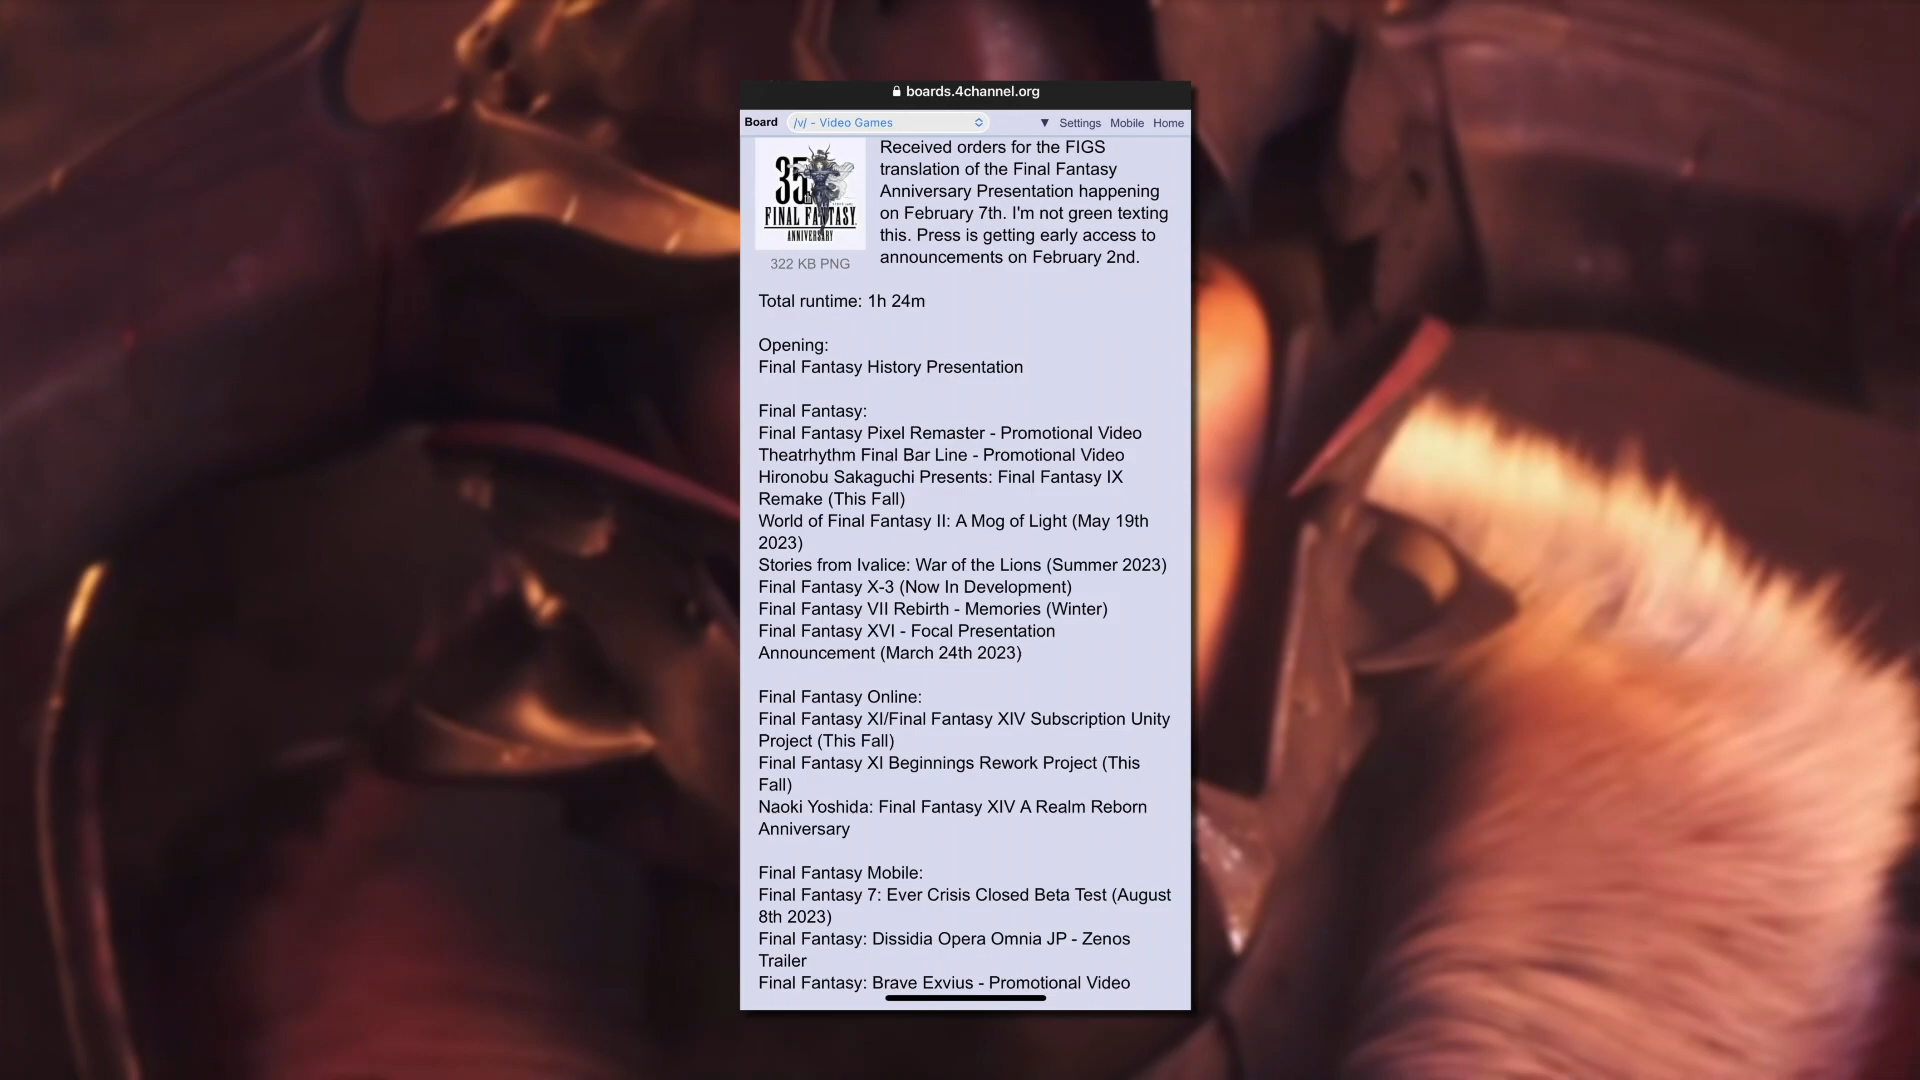 boards.4channel.org
Board /v/ - Video Games ▼ Settings Mobile Home
35th
FINAL FANTASY
ANNIVERSARY
322 KB PNG
Received orders for the FIGS
translation of the Final Fantasy
Anniversary Presentation happening
on February 7th. I'm not green texting
this. Press is getting early access to
announcements on February 2nd.
Total runtime: 1h 24m
Opening:
Final Fantasy History Presentation
Final Fantasy:
Final Fantasy Pixel Remaster - Promotional Video
Theatrhythm Final Bar Line - Promotional Video
Hironobu Sakaguchi Presents: Final Fantasy IX
Remake (This Fall)
World of Final Fantasy II: A Mog of Light (May 19th
2023)
Stories from Ivalice: War of the Lions (Summer 2023)
Final Fantasy X-3 (Now In Development)
Final Fantasy VII Rebirth - Memories (Winter)
Final Fantasy XVI - Focal Presentation
Announcement (March 24th 2023)
Final Fantasy Online:
Final Fantasy XI/Final Fantasy XIV Subscription Unity
Project (This Fall)
Final Fantasy XI Beginnings Rework Project (This
Fall)
Naoki Yoshida: Final Fantasy XIV A Realm Reborn
Anniversary
Final Fantasy Mobile:
Final Fantasy 7: Ever Crisis Closed Beta Test (August
8th 2023)
Final Fantasy: Dissidia Opera Omnia JP - Zenos
Trailer
Final Fantasy: Brave Exvius - Promotional Video